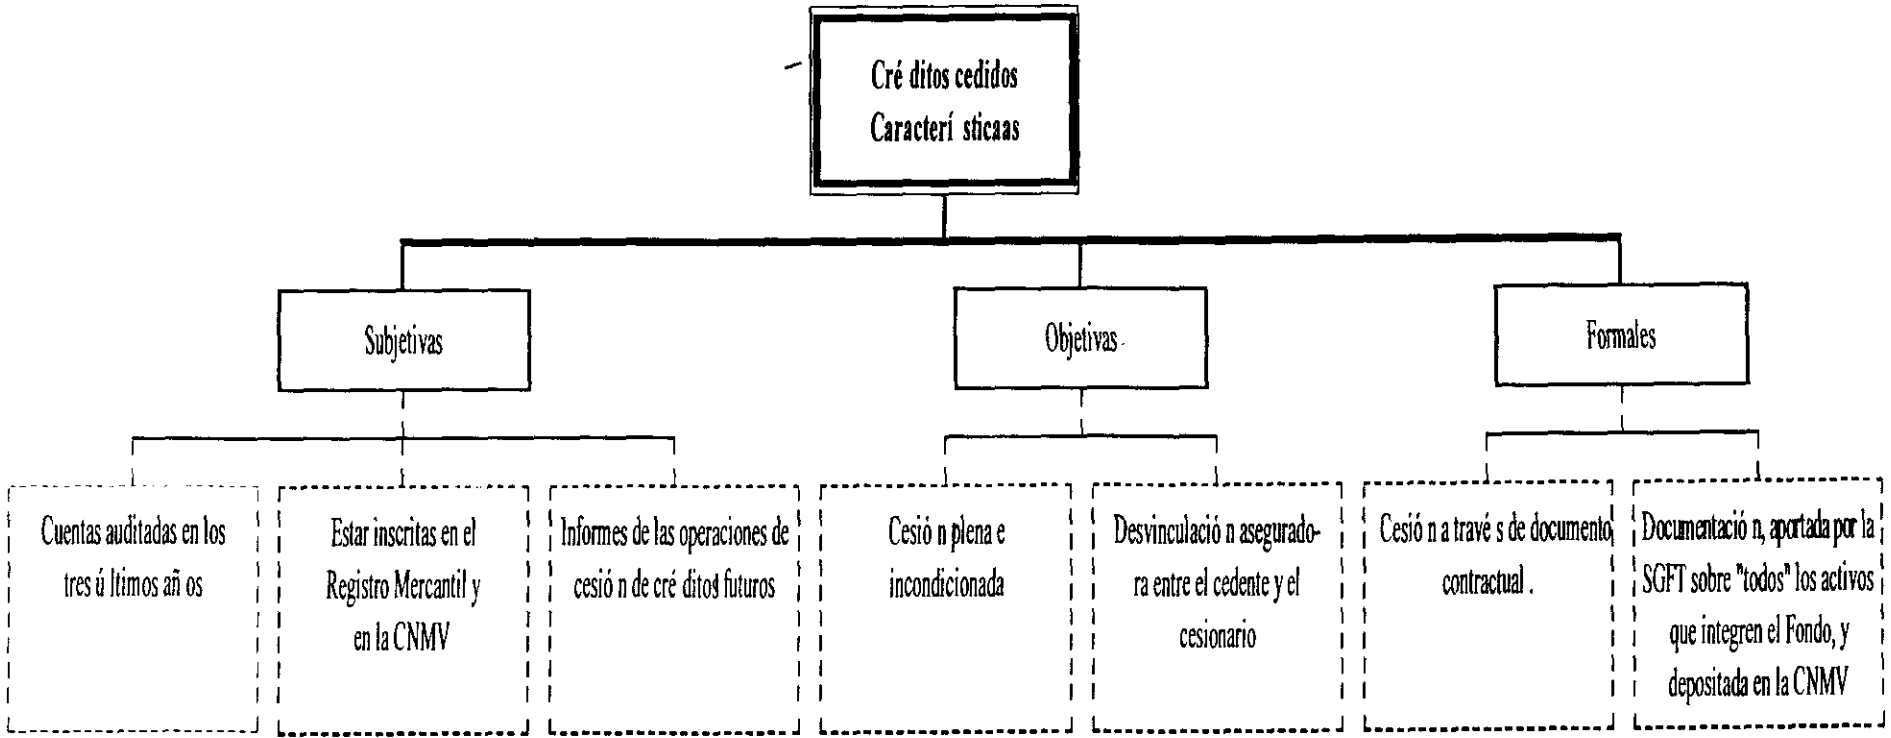 Cré ditos cedidos
Caracterí sticaas
Subjetivas
Objetivas
Formales
Cuentas auditadas en los
tres ú ltimos añ os
Estar inscritas en el
Registro Mercantil y
en la CNMV
Informes de las operaciones de
cesió n de cré ditos futuros
Cesió n plena e
incondicionada
Desvinculació n asegurado-
ra entre el cedente y el
cesionario
Cesió n a travé s de documento
contractual .
Documentació n, aportada por la
SGFT sobre "todos" los activos
que integren el Fondo, y
depositada en la CNMV